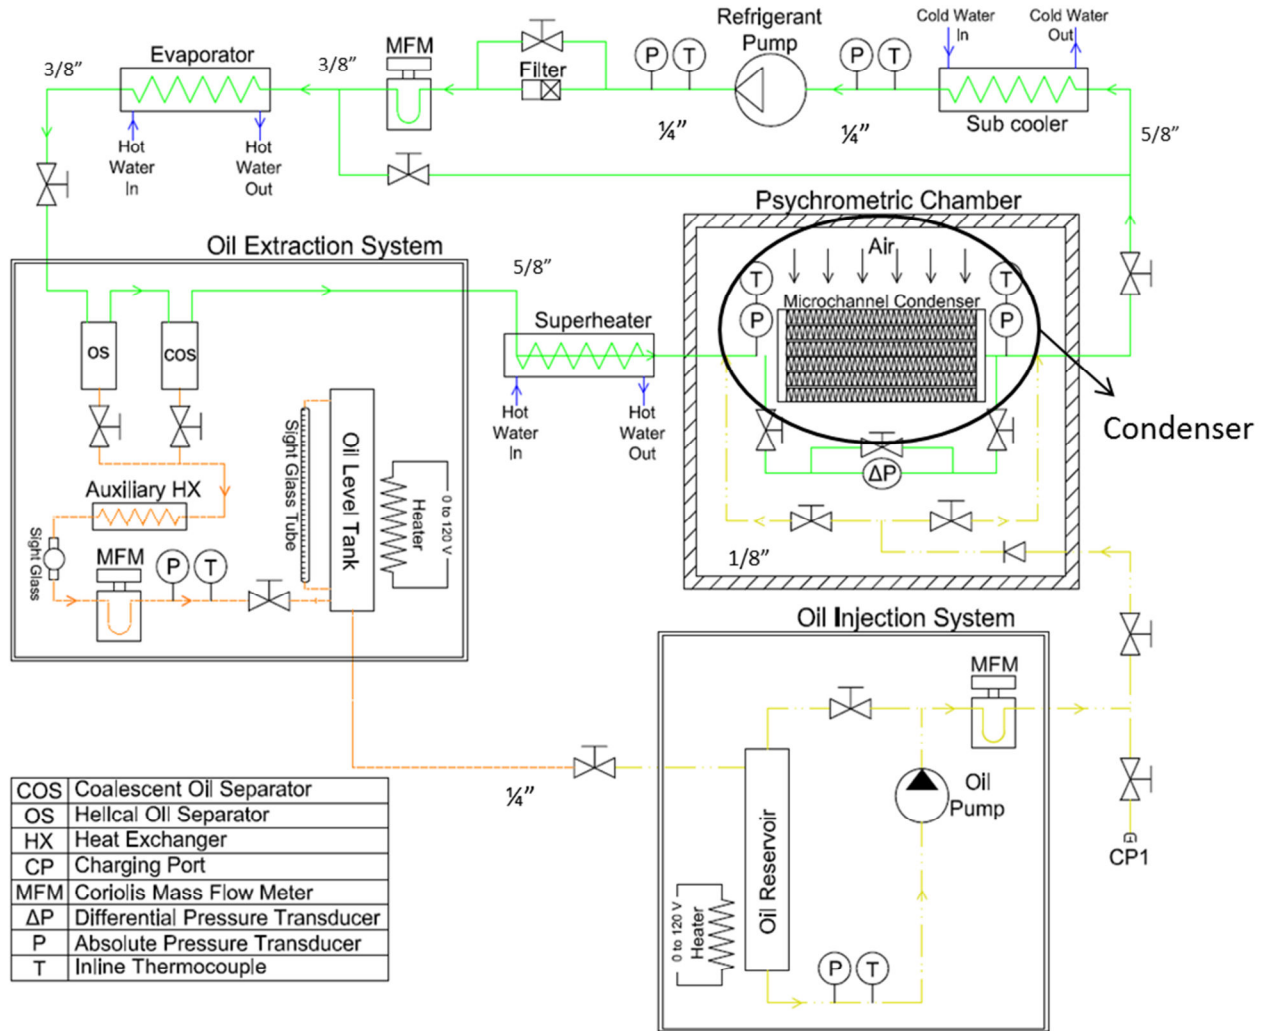 Refrigerant
Pump
Cold Water
In
Cold Water
Out
MFM
Evaporator
3/8”
3/8”
Filter
P
T
P
T
¼”
¼”
Sub cooler
5/8”
Hot
Water
In
Hot
Water
Out
Psychrometric Chamber
Oil Extraction System
Air
5/8”
T
T
Microchannel Condenser
P
P
Superheater
OS
COS
Hot
Water
In
Hot
Water
Out
Condenser
Sight Glass Tube
Oil Level Tank
Heater
0 to 120 V
ΔP
Auxiliary HX
Sight Glass
MFM
P
T
1/8”
Oil Injection System
MFM
¼”
Oil
Pump
CP1
Oil Reservoir
0 to 120 V
Heater
P
T
COS Coalescent Oil Separator
OS Helical Oil Separator
HX Heat Exchanger
CP Charging Port
MFM Coriolis Mass Flow Meter
ΔP Differential Pressure Transducer
P Absolute Pressure Transducer
T Inline Thermocouple